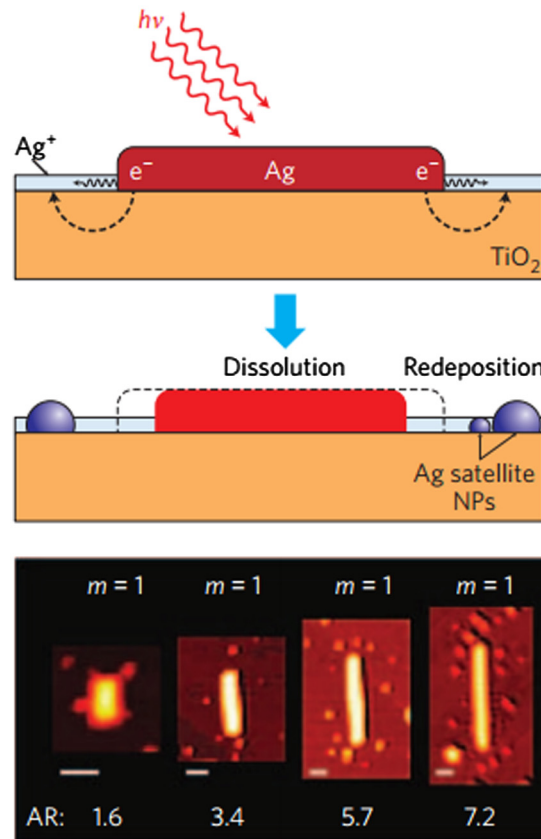 hν
Ag⁺
e⁻ Ag e⁻
TiO₂
Dissolution Redeposition
Ag satellite
NPs
m = 1 m = 1 m = 1 m = 1
AR: 1.6 3.4 5.7 7.2